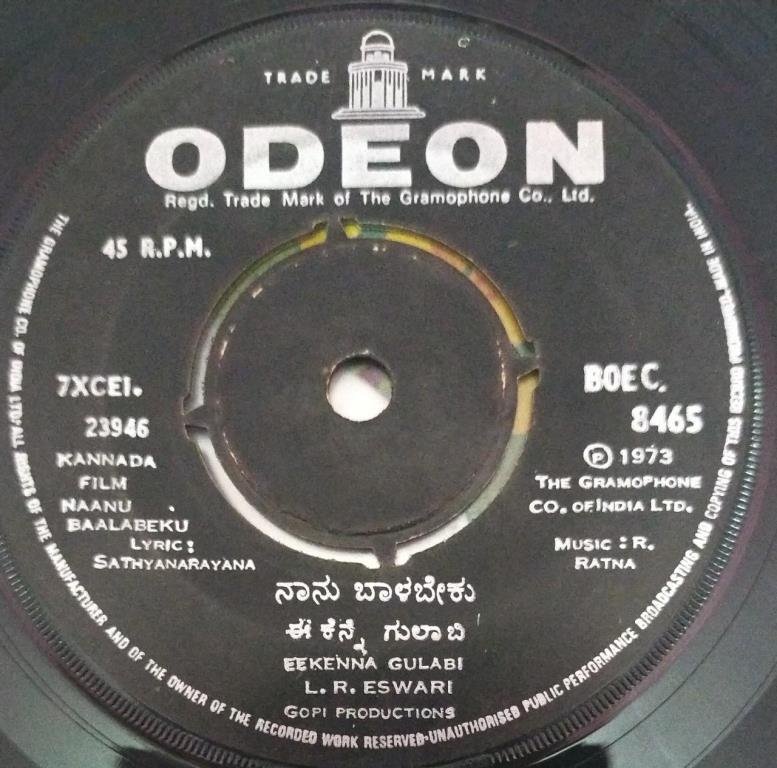 TRADE MARK
ODEON
Regd. Trade Mark of The Gramophone Co., Ltd.
45 R.P.M.
7XCEI.
23946
KANNADA
FILM
NAANU
BAALABEKU
LYRIC:
SATHYANARAYANA
BOEC.
8465
Ⓟ 1973
THE GRAMOPHONE
CO. OF INDIA LTD.
MUSIC : R.
RATNA
ನಾನು ಬಾಳಬೇಕು
ಈ ಕೆನ್ನೆ ಗುಲಾಬಿ
EEKENNA GULABI
L. R. ESWARI
GOPI PRODUCTIONS
THE GRAMOPHONE CO. OF INDIA LTD. ALL RIGHTS OF THE MANUFACTURER AND OF THE OWNER OF THE RECORDED WORK RESERVED·UNAUTHORISED PUBLIC PERFORMANCE BROADCASTING AND COPYING OF THIS RECORD PROHIBITED. MADE IN INDIA.